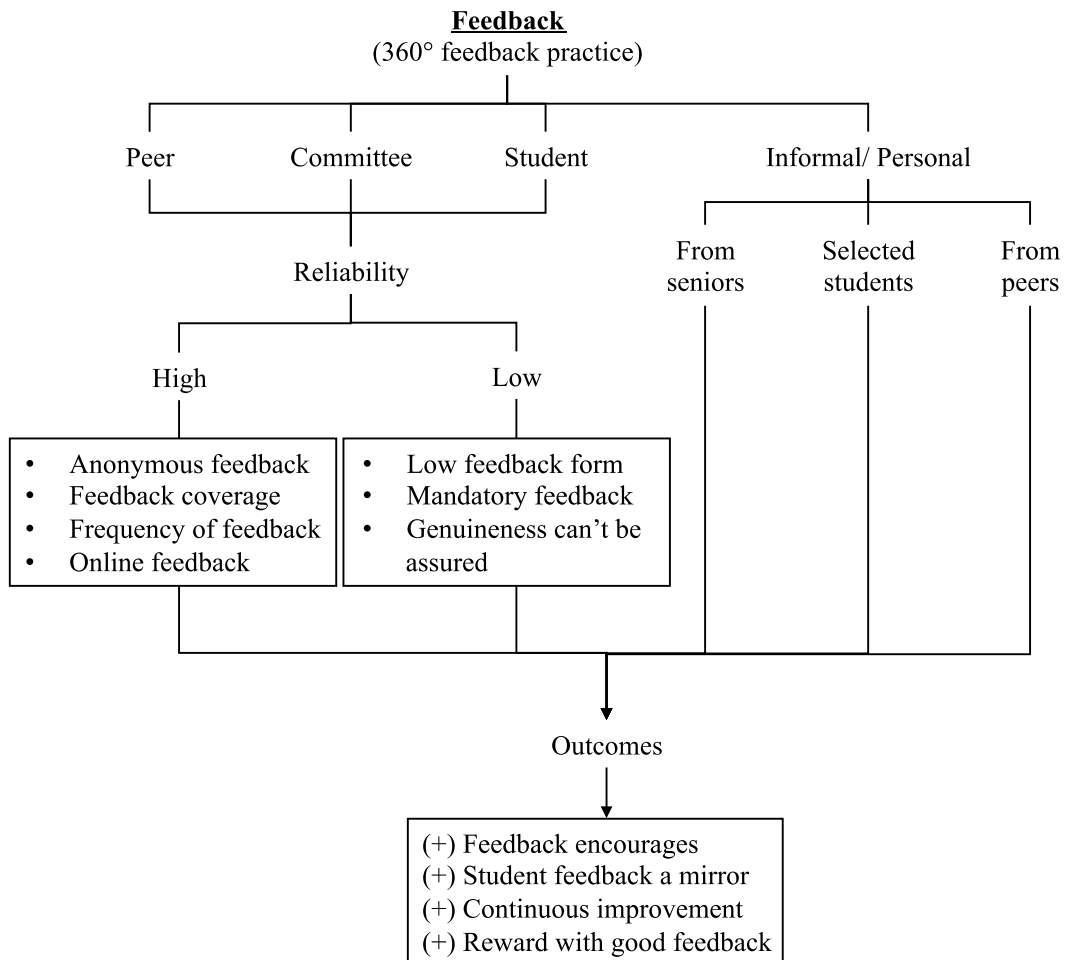 Feedback
(360° feedback practice)
Peer
Committee
Student
Informal/ Personal
From
seniors
Selected
students
From
peers
Reliability
High
Low
• Anonymous feedback
• Feedback coverage
• Frequency of feedback
• Online feedback
• Low feedback form
• Mandatory feedback
• Genuineness can’t be
assured
Outcomes
(+) Feedback encourages
(+) Student feedback a mirror
(+) Continuous improvement
(+) Reward with good feedback